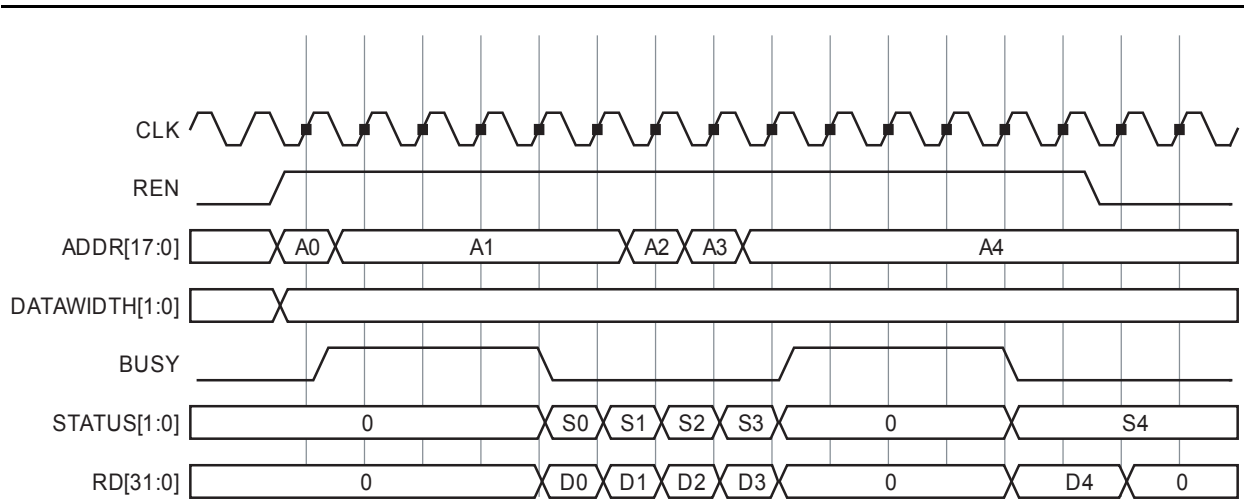 CLK
REN
ADDR[17:0] A0 A1 A2 A3 A4
DATAWIDTH[1:0]
BUSY
STATUS[1:0] 0 S0 S1 S2 S3 0 S4
RD[31:0] 0 D0 D1 D2 D3 0 D4 0